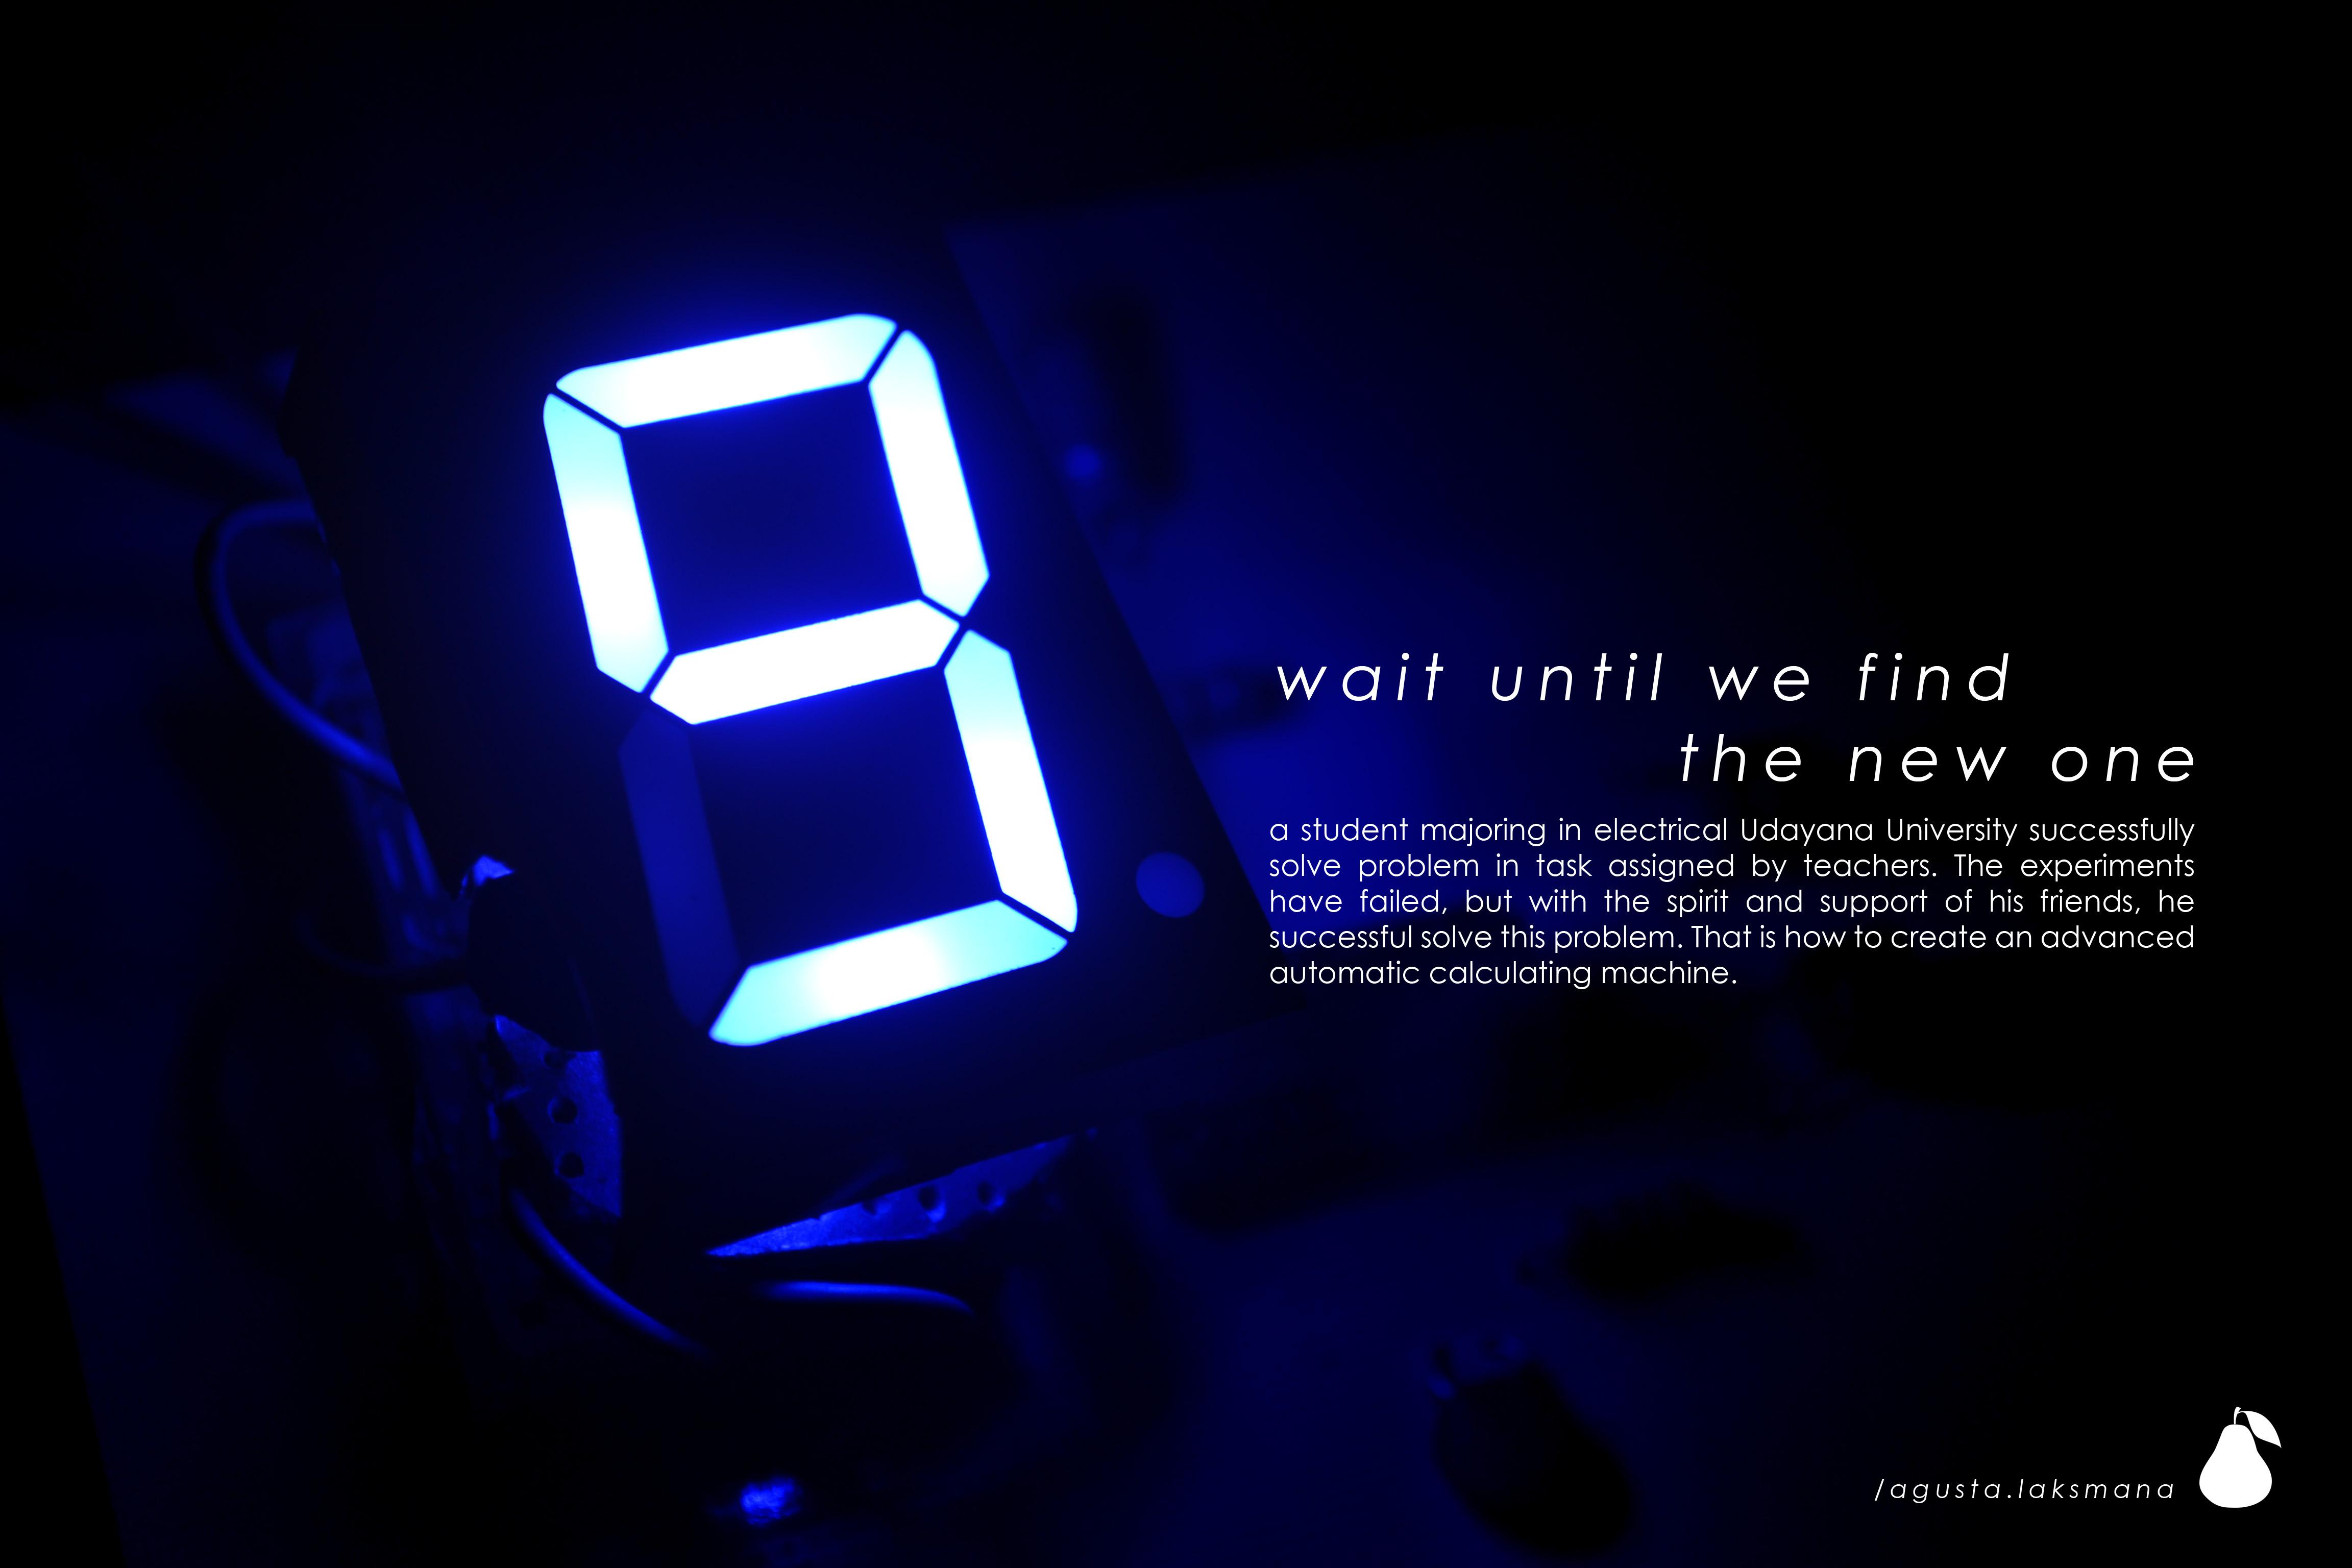 9
wait until we find
the new one
a student majoring in electrical Udayana University successfully
solve problem in task assigned by teachers. The experiments
have failed, but with the spirit and support of his friends, he
successful solve this problem. That is how to create an advanced
automatic calculating machine.
/agusta.laksmana